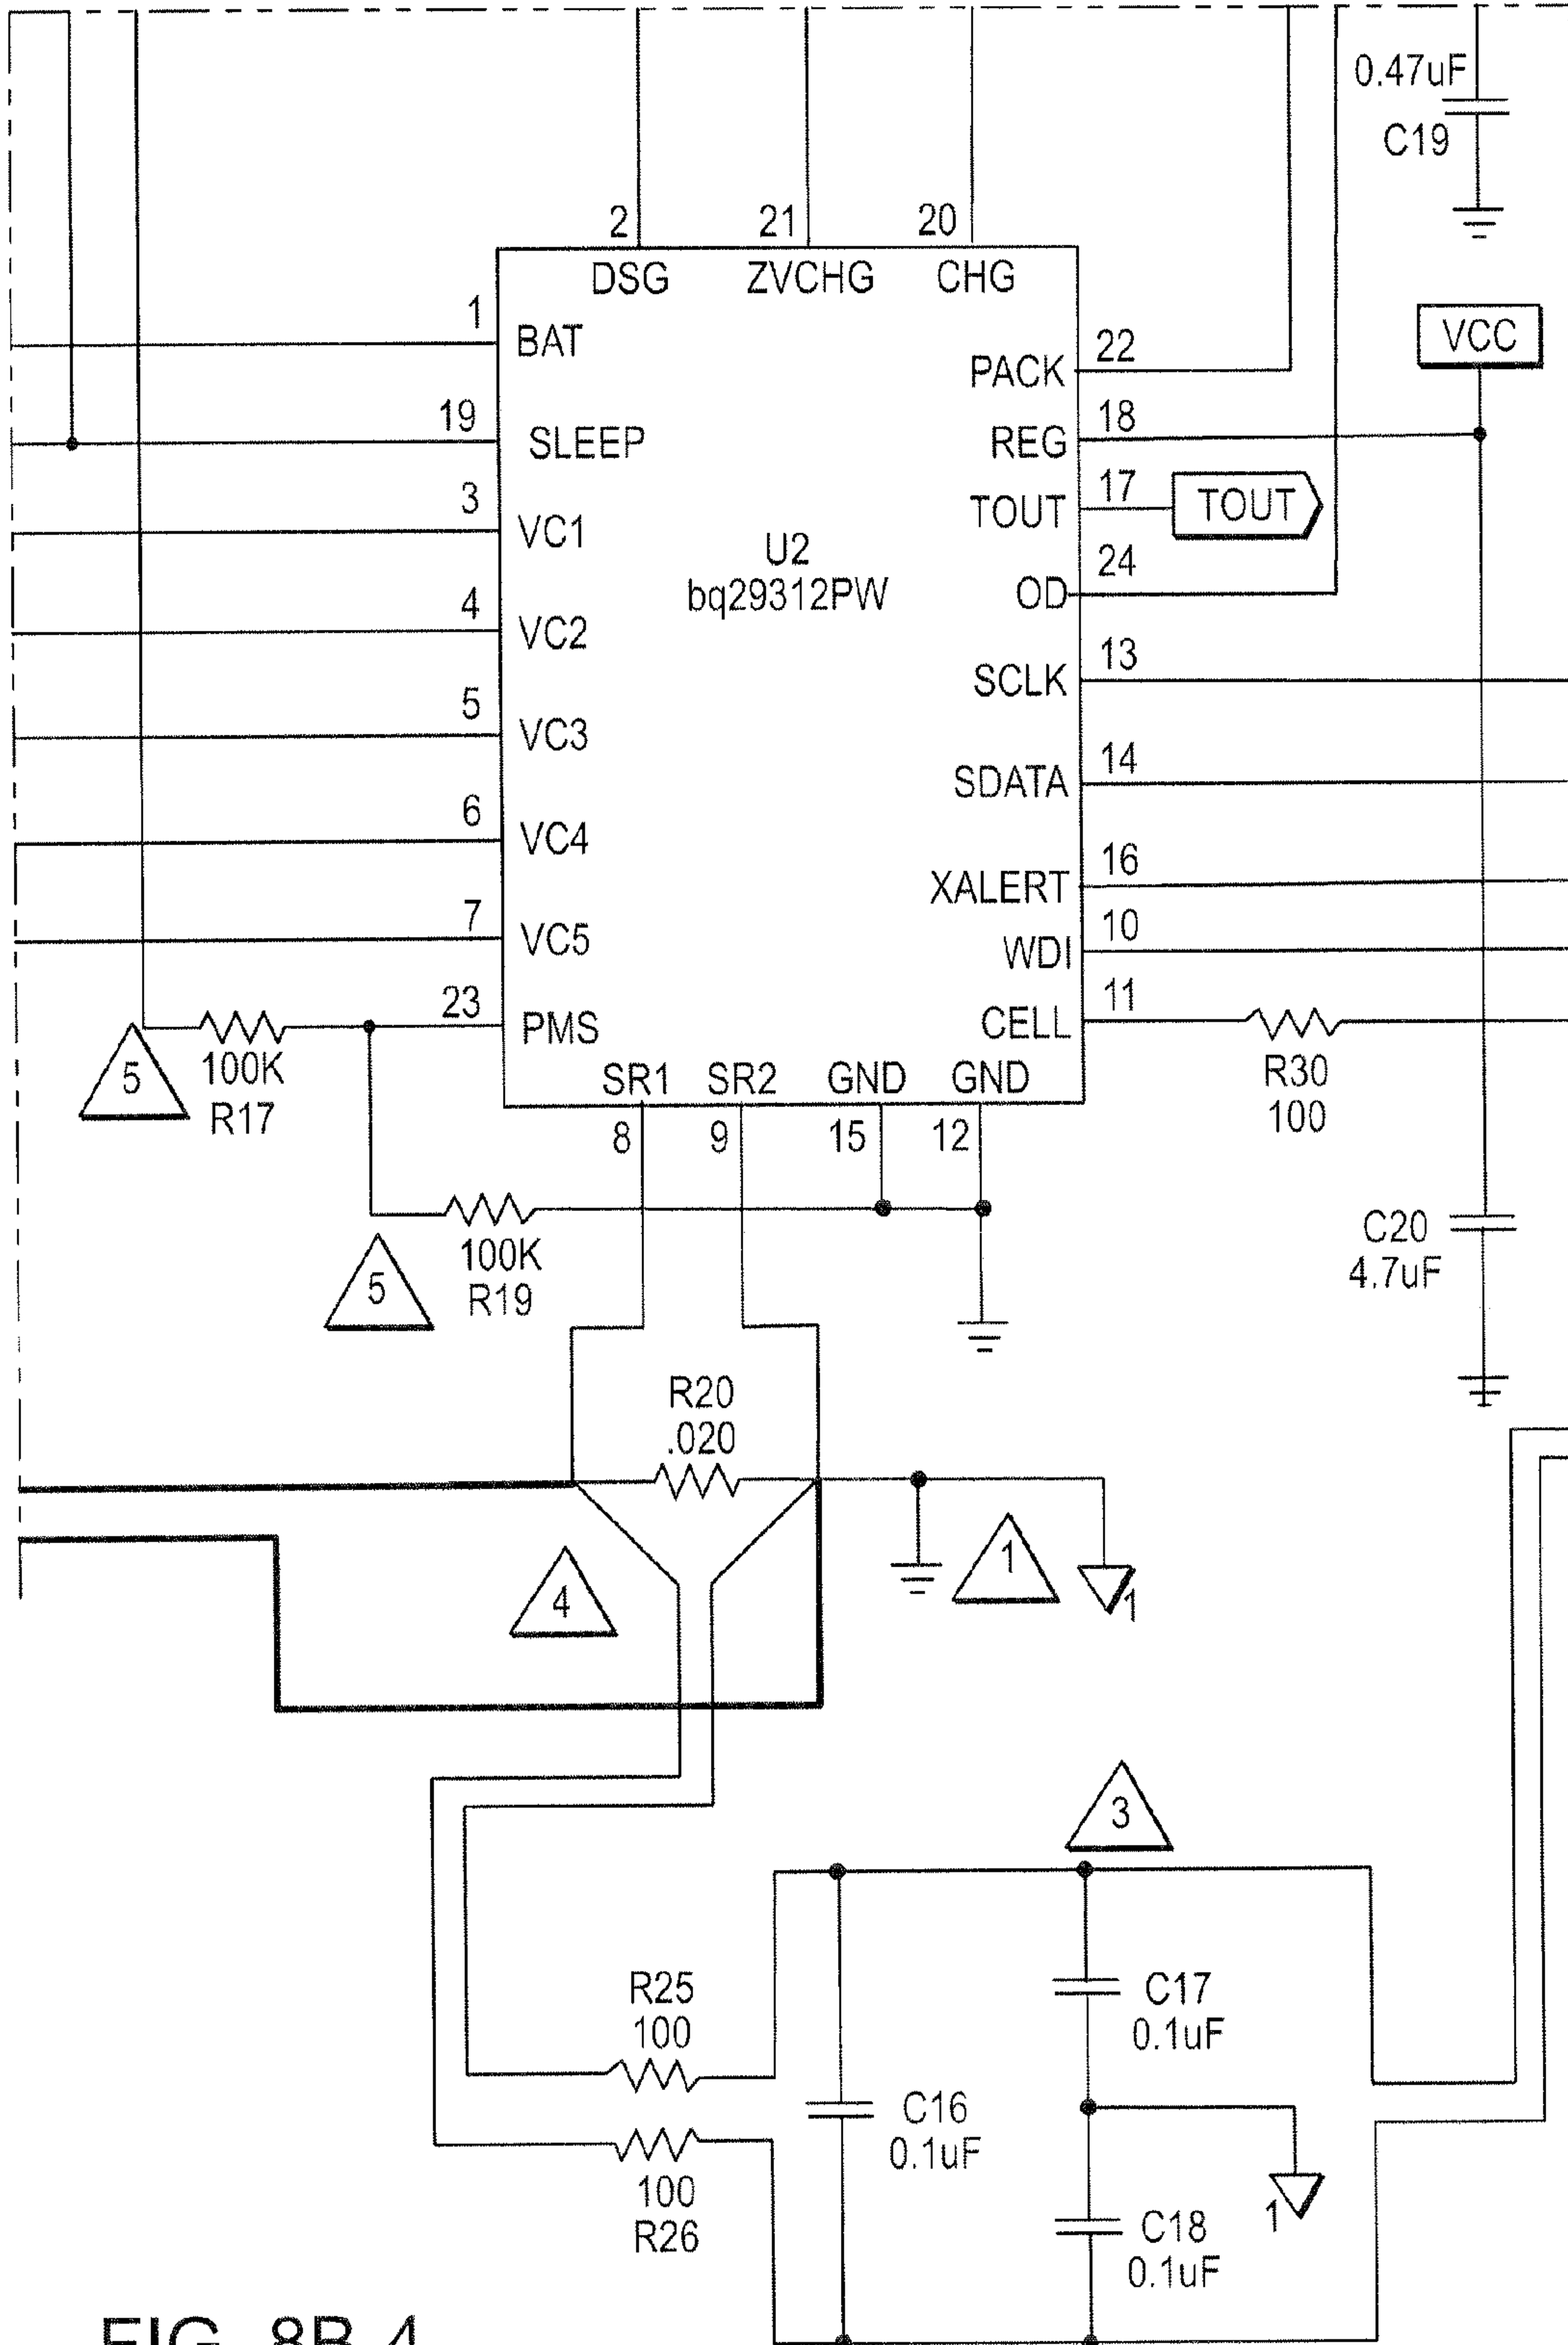 0.47uF
C19
2
21
20
DSG
ZVCHG
CHG
1
BAT
VCC
PACK
22
19
SLEEP
REG
18
3
VC1
TOUT
17
TOUT
U2
bq29312PW
OD
24
4
VC2
SCLK
13
5
VC3
SDATA
14
6
VC4
XALERT
16
7
VC5
WDI
10
23
PMS
CELL
11
5
100K
R17
SR1
SR2
GND
GND
R30
100
8
9
15
12
C20
4.7uF
5
100K
R19
R20
.020
1
1
4
3
R25
100
C17
0.1uF
C16
0.1uF
100
R26
1
C18
0.1uF
FIG. 8B-4